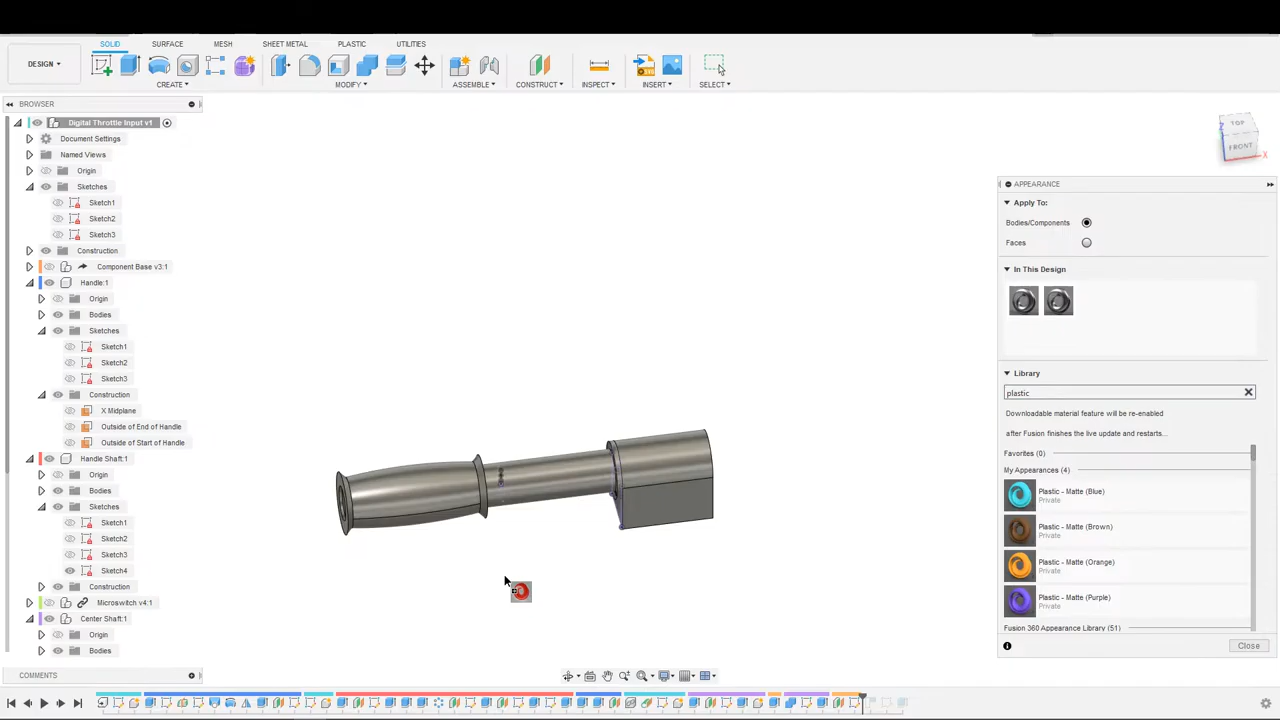 SOLID SURFACE MESH SHEET METAL PLASTIC UTILITIES
DESIGN
CREATE MODIFY ASSEMBLE CONSTRUCT INSPECT INSERT SELECT
BROWSER
Digital Throttle Input v1
Document Settings
Named Views
Origin
Sketches
Sketch1
Sketch2
Sketch3
Construction
Component Base v3:1
Handle:1
Origin
Bodies
Sketches
Sketch1
Sketch2
Sketch3
Construction
X Midplane
Outside of End of Handle
Outside of Start of Handle
Handle Shaft:1
Origin
Bodies
Sketches
Sketch1
Sketch2
Sketch3
Sketch4
Construction
Microswitch v4:1
Center Shaft:1
Origin
Bodies
COMMENTS
TOP
FRONT
X
APPEARANCE
Apply To:
Bodies/Components
Faces
In This Design
Library
plastic
Downloadable material feature will be re-enabled
after Fusion finishes the live update and restarts...
Favorites (0)
My Appearances (4)
Plastic - Matte (Blue)
Private
Plastic - Matte (Brown)
Private
Plastic - Matte (Orange)
Private
Plastic - Matte (Purple)
Private
Fusion 360 Appearance Library (51)
Close